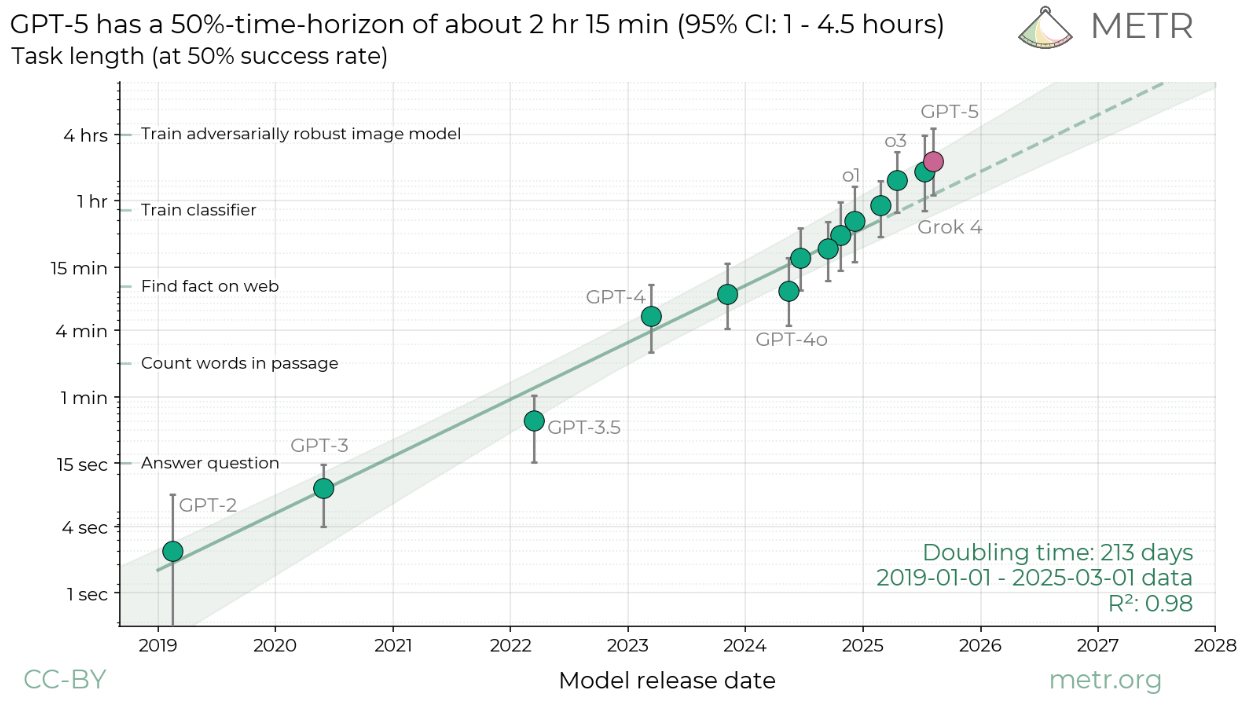 GPT-5 has a 50%-time-horizon of about 2 hr 15 min (95% CI: 1 - 4.5 hours)
METR
Task length (at 50% success rate)
GPT-5
4 hrs
Train adversarially robust image model
o3
o1
1 hr
Train classifier
Grok 4
15 min
Find fact on web
GPT-4
4 min
GPT-4o
Count words in passage
1 min
GPT-3.5
GPT-3
15 sec
Answer question
GPT-2
4 sec
Doubling time: 213 days
2019-01-01 - 2025-03-01 data
R²: 0.98
1 sec
2019 2020 2021 2022 2023 2024 2025 2026 2027 2028
CC-BY
Model release date
metr.org